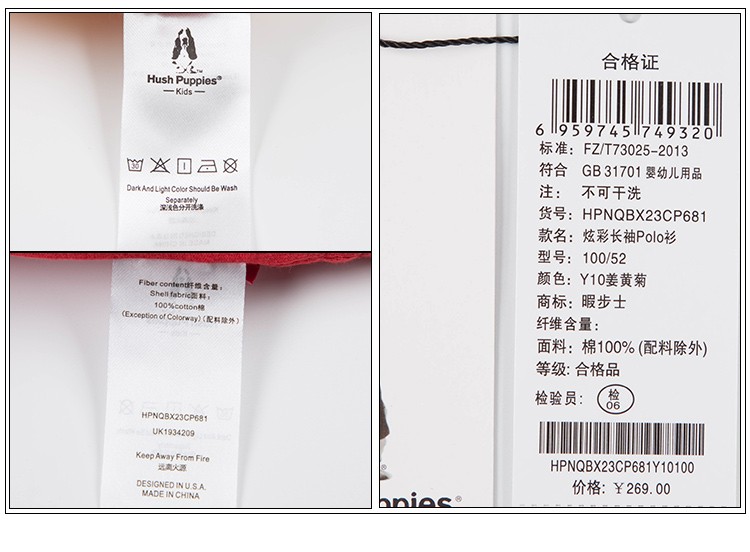 Hush Puppies®
Kids
30
Dark And Light Color Should Be Wash
Separately
深浅色分开洗涤
Fiber content纤维含量:
Shell fabric面料:
100%cotton棉
(Exception of Colorway) (配料除外)
HPNQBX23CP681
UK1934209
Keep Away From Fire
远离火源
DESIGNED IN U.S.A.
MADE IN CHINA
合格证
6 959745 749320
标准: FZ/T73025-2013
符合 GB 31701 婴幼儿用品
注: 不可干洗
货号: HPNQBX23CP681
款名: 炫彩长袖Polo衫
型号: 100/52
颜色: Y10姜黄菊
商标: 暇步士
纤维含量:
面料: 棉100% (配料除外)
等级: 合格品
检验员: 检 06
HPNQBX23CP681Y10100
价格: ¥269.00
ppies®